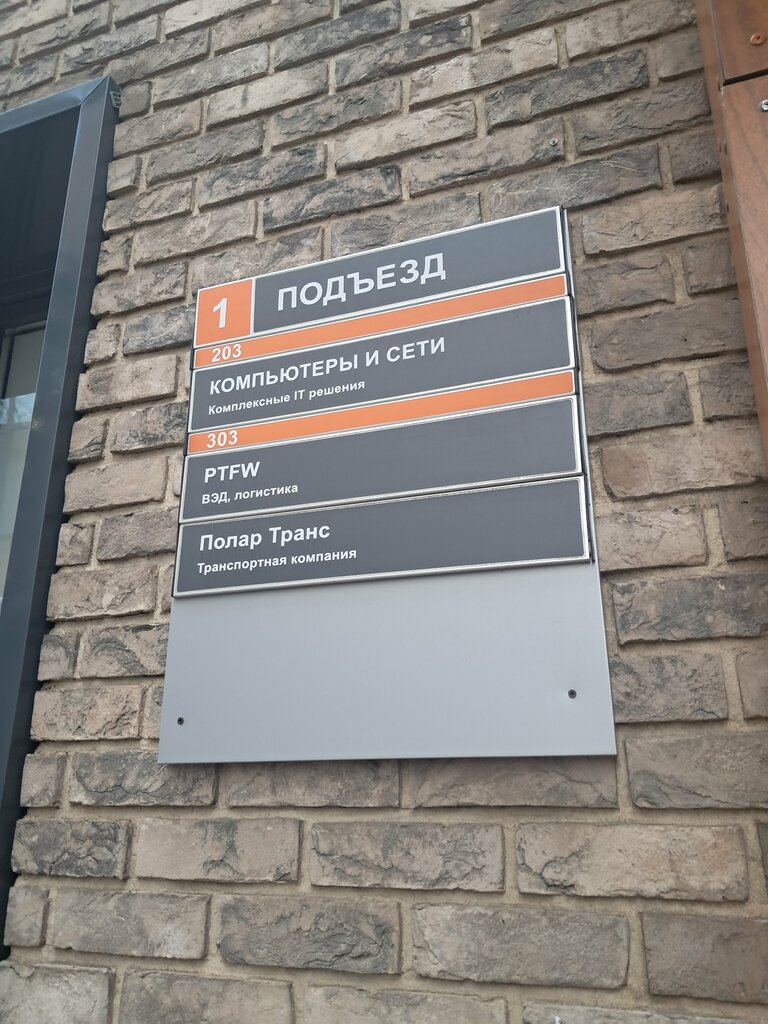 1 ПОДЪЕЗД
203
КОМПЬЮТЕРЫ И СЕТИ
Комплексные IT решения
303
PTFW
ВЭД, логистика
Полар Транс
Транспортная компания